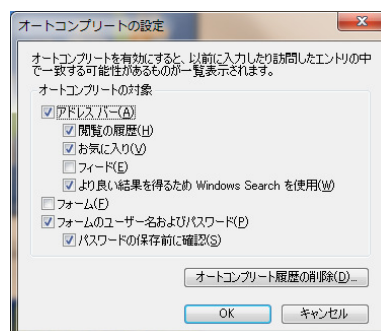 オートコンプリートの設定
オートコンプリートを有効にすると、以前に入力したり訪問したエントリの中
で一致する可能性があるものが一覧表示されます。
オートコンプリートの対象
アドレス バー(A)
閲覧の履歴(H)
お気に入り(V)
フィード(E)
より良い結果を得るため Windows Search を使用(W)
フォーム(F)
フォームのユーザー名およびパスワード(P)
パスワードの保存前に確認(S)
オートコンプリート履歴の削除(D)...
OK
キャンセル